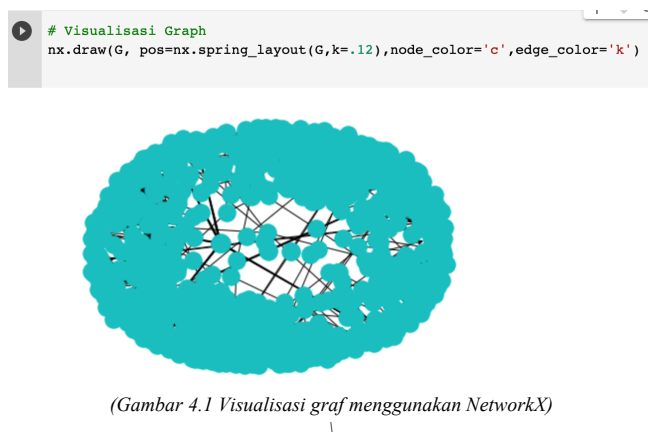 # Visualisasi Graph
nx.draw(G, pos=nx.spring_layout(G,k=.12),node_color='c',edge_color='k')
(Gambar 4.1 Visualisasi graf menggunakan NetworkX)